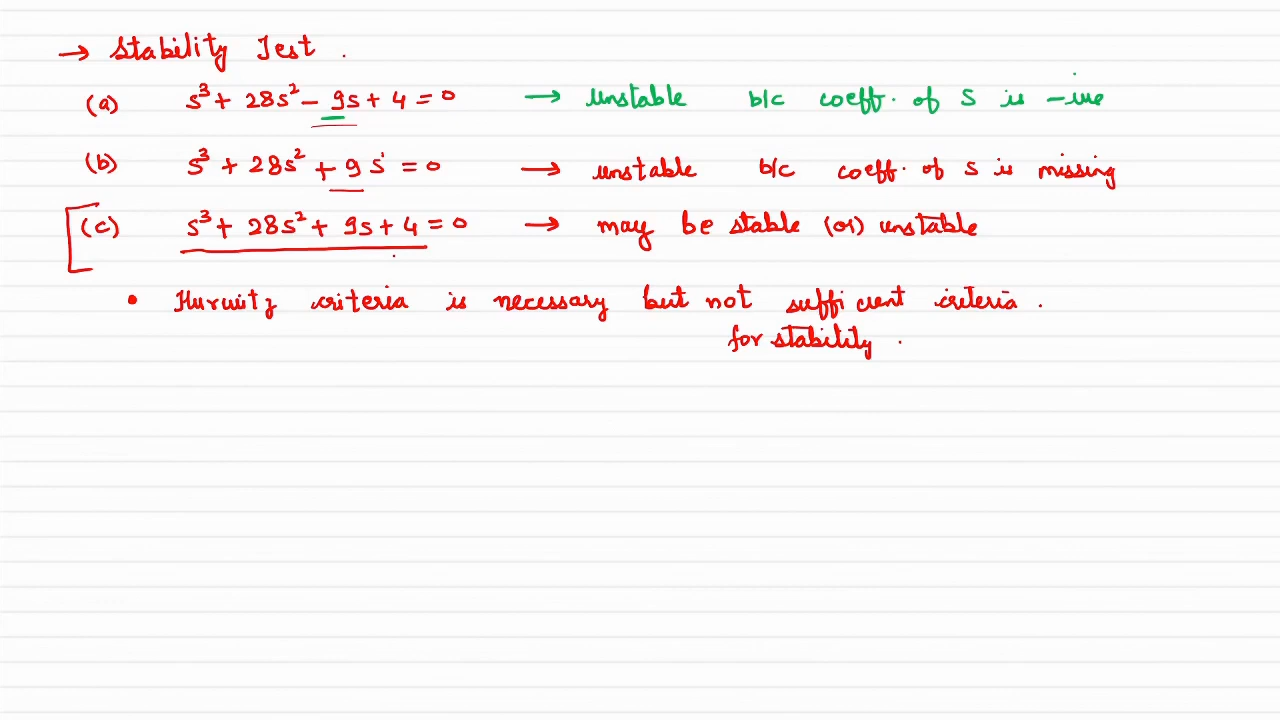 → Stability Test .
(a) s³ + 28s² - 9s + 4 = 0 → unstable b/c coeff. of s is -ive
(b) s³ + 28s² + 9s¹ = 0 → unstable b/c coeff. of s is missing
(c) s³ + 28s² + 9s + 4 = 0 → may be stable (or) unstable
• Huruitz criteria is necessary but not sufficient criteria .
for stability .